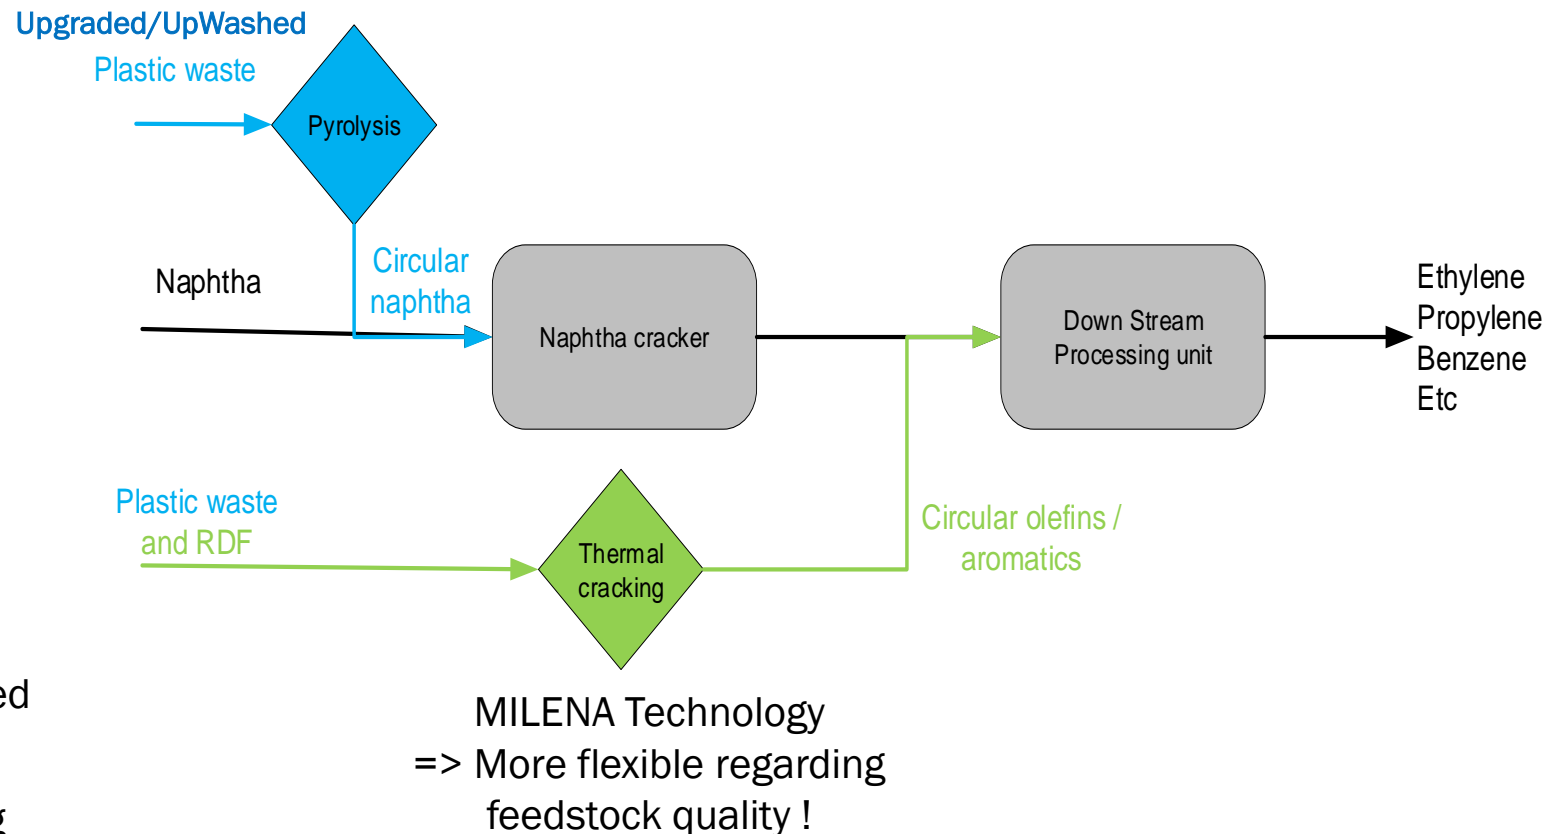 Upgraded/UpWashed
Plastic waste
Pyrolysis
Naphtha
Circular
naphtha
Naphtha cracker
Down Stream
Processing unit
Ethylene
Propylene
Benzene
Etc
Plastic waste
and RDF
Thermal
cracking
Circular olefins /
aromatics
ed
MILENA Technology
=> More flexible regarding
feedstock quality !
g